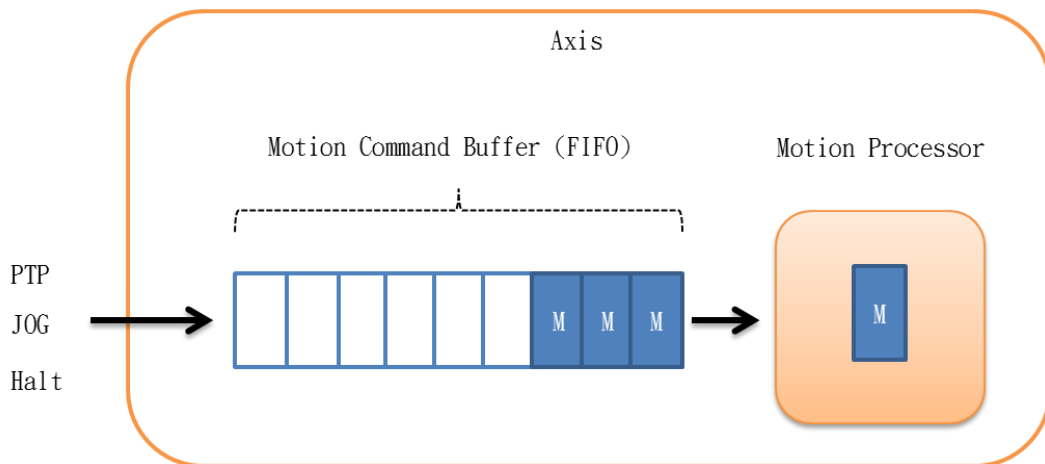 Axis
Motion Command Buffer (FIFO)
Motion Processor
PTP
JOG
Halt
M M M
M